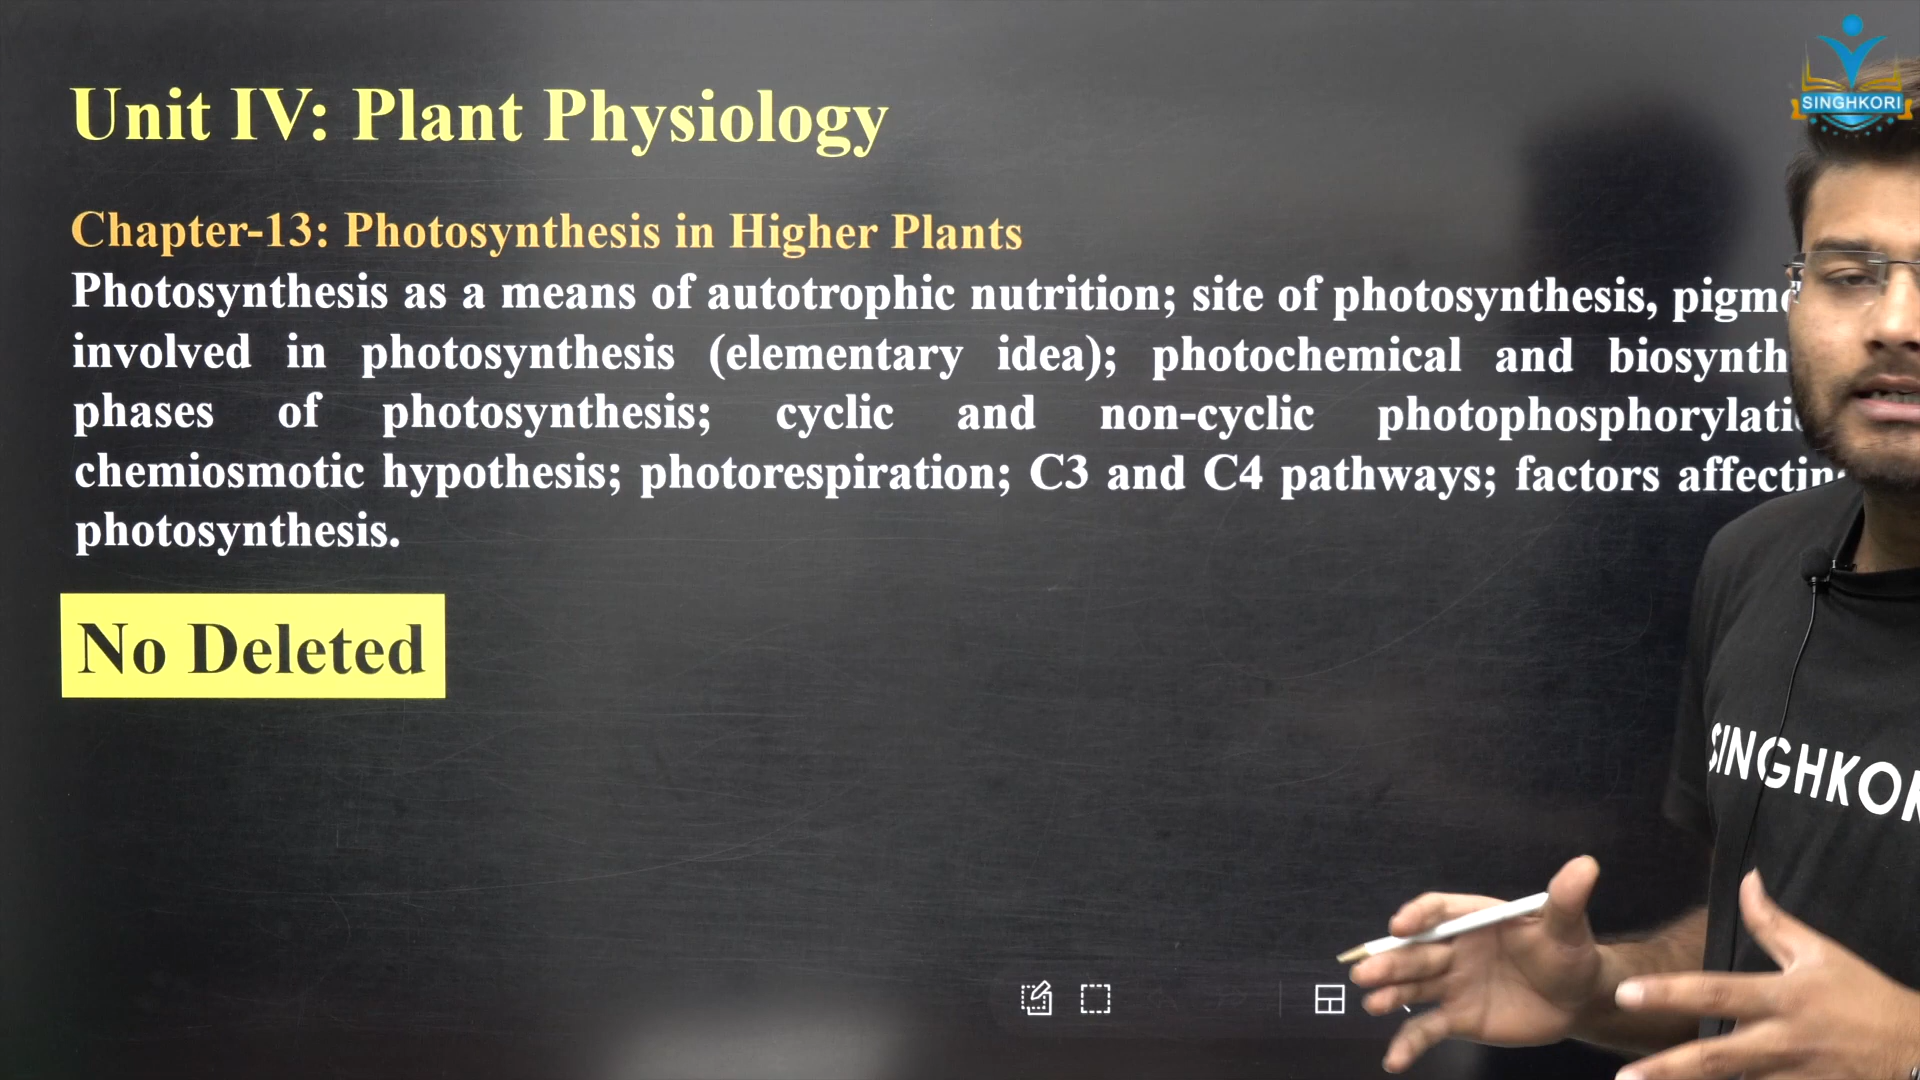 Unit IV: Plant Physiology
SINGHKORI
Chapter-13: Photosynthesis in Higher Plants
Photosynthesis as a means of autotrophic nutrition; site of photosynthesis,
involved in photosynthesis (elementary idea); photochemical and
phases of photosynthesis; cyclic and non-cyclic
chemiosmotic hypothesis; photorespiration; C3 and C4 pathways; factors
photosynthesis.
No Deleted